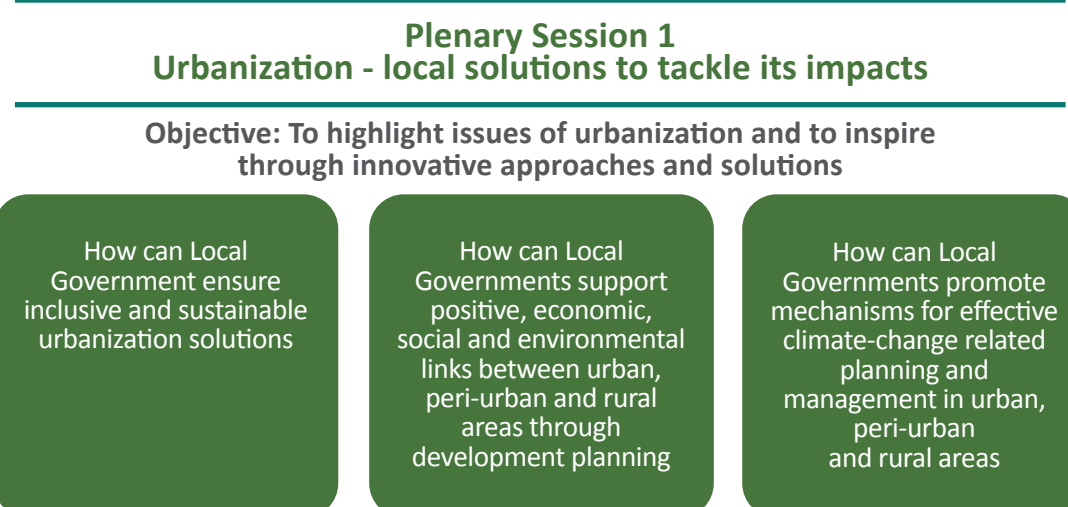 Plenary Session 1
Urbanization - local solutions to tackle its impacts
Objective: To highlight issues of urbanization and to inspire
through innovative approaches and solutions
How can Local
Government ensure
inclusive and sustainable
urbanization solutions
How can Local
Governments support
positive, economic,
social and environmental
links between urban,
peri-urban and rural
areas through
development planning
How can Local
Governments promote
mechanisms for effective
climate-change related
planning and
management in urban,
peri-urban
and rural areas